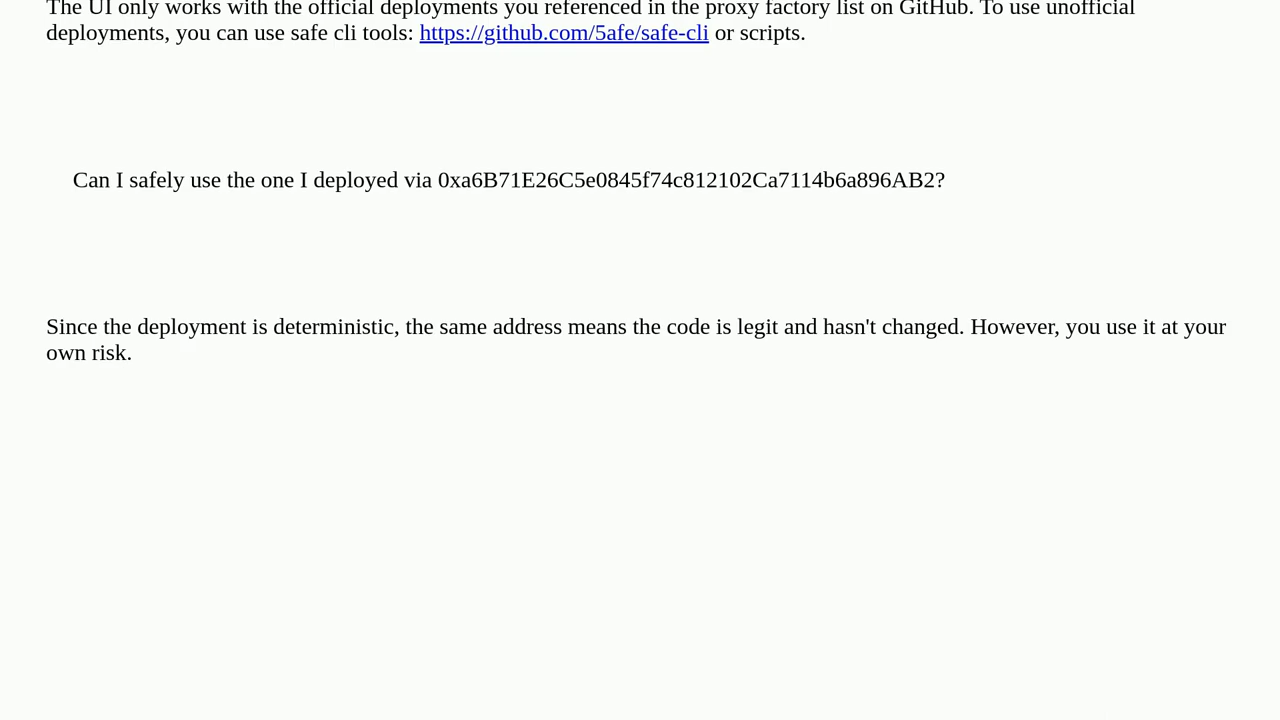 The UI only works with the official deployments you referenced in the proxy factory list on GitHub. To use unofficial
deployments, you can use safe cli tools: https://github.com/5afe/safe-cli or scripts.
Can I safely use the one I deployed via 0xa6B71E26C5e0845f74c812102Ca7114b6a896AB2?
Since the deployment is deterministic, the same address means the code is legit and hasn't changed. However, you use it at your
own risk.